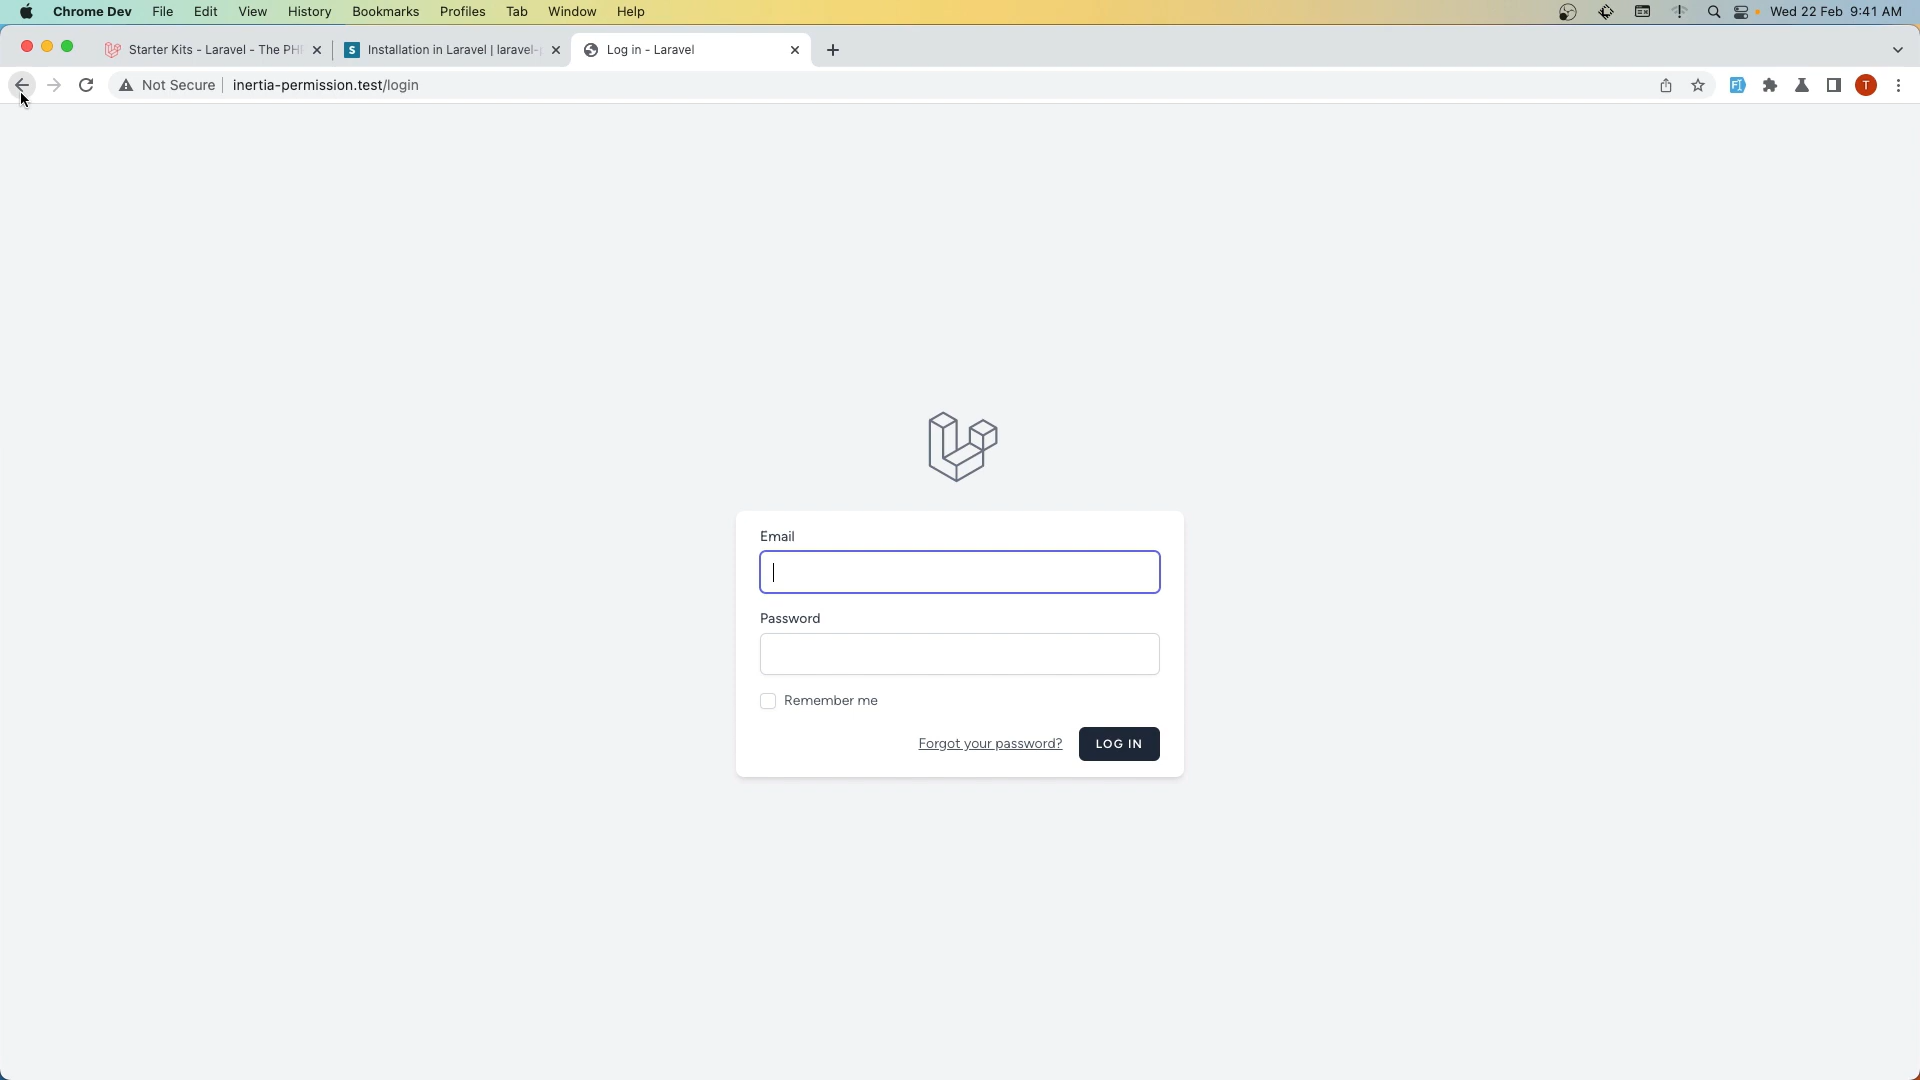 Chrome Dev File Edit View History Bookmarks Profiles Tab Window Help Wed 22 Feb 9:41 AM
Starter Kits - Laravel - The PH Installation in Laravel | laravel- Log in - Laravel
Not Secure inertia-permission.test/login T
Email
Password
Remember me
Forgot your password? LOG IN